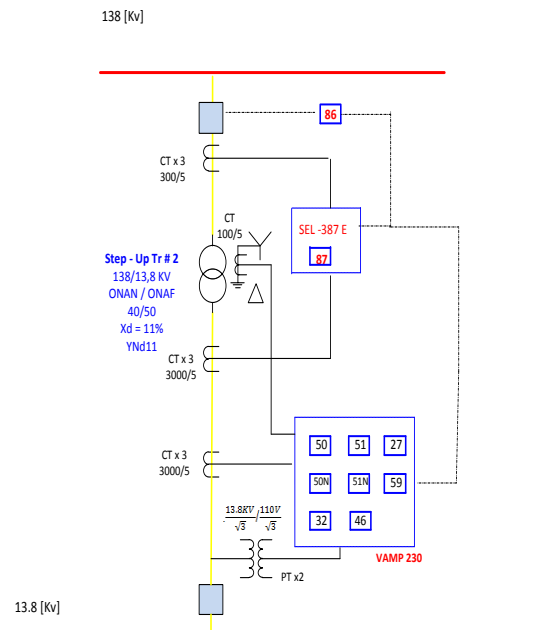 138 [Kv]
86
CT x 3
300/5
CT
100/5
SEL -387 E
87
Step - Up Tr # 2
138/13,8 KV
ONAN / ONAF
40/50
Xd = 11%
YNd11
CT x 3
3000/5
CT x 3
3000/5
50
51
27
50N
51N
59
32
46
13.8KV/√3 / 110V/√3
VAMP 230
PT x2
13.8 [Kv]